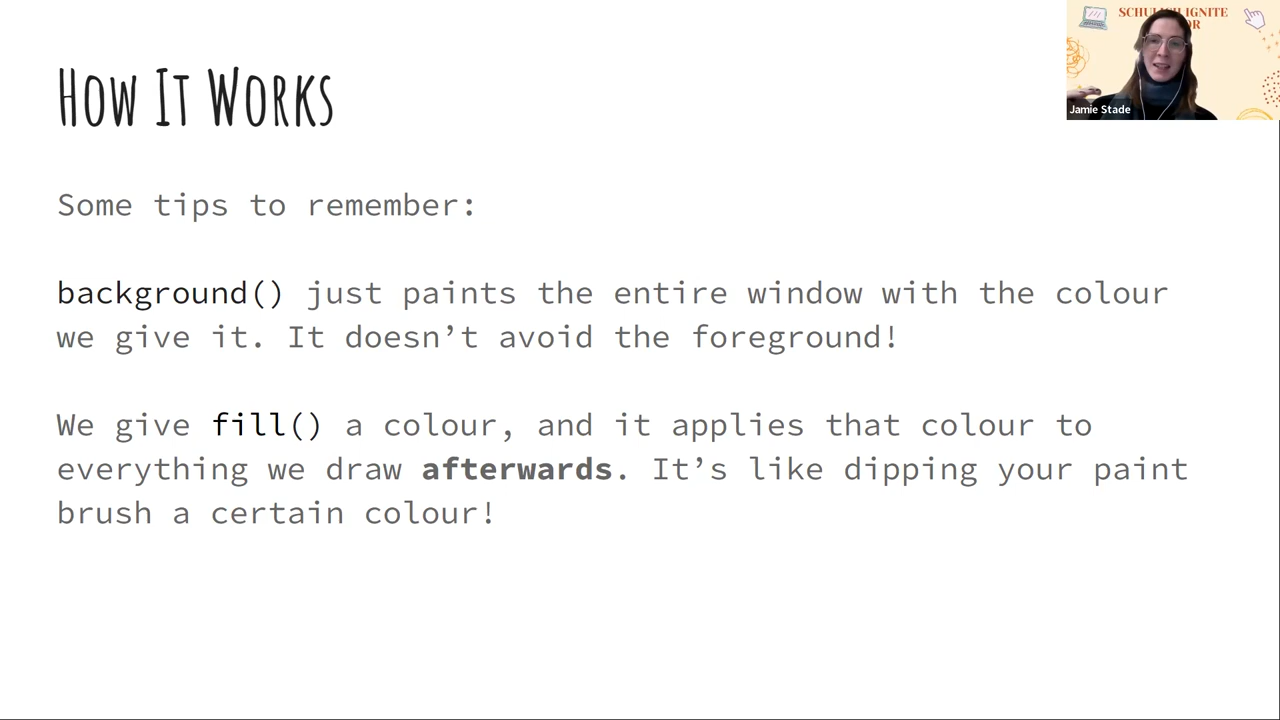 How It Works
SCHULICH IGNITE
Jamie Stade
Some tips to remember:
background() just paints the entire window with the colour
we give it. It doesn’t avoid the foreground!
We give fill() a colour, and it applies that colour to
everything we draw afterwards. It’s like dipping your paint
brush a certain colour!